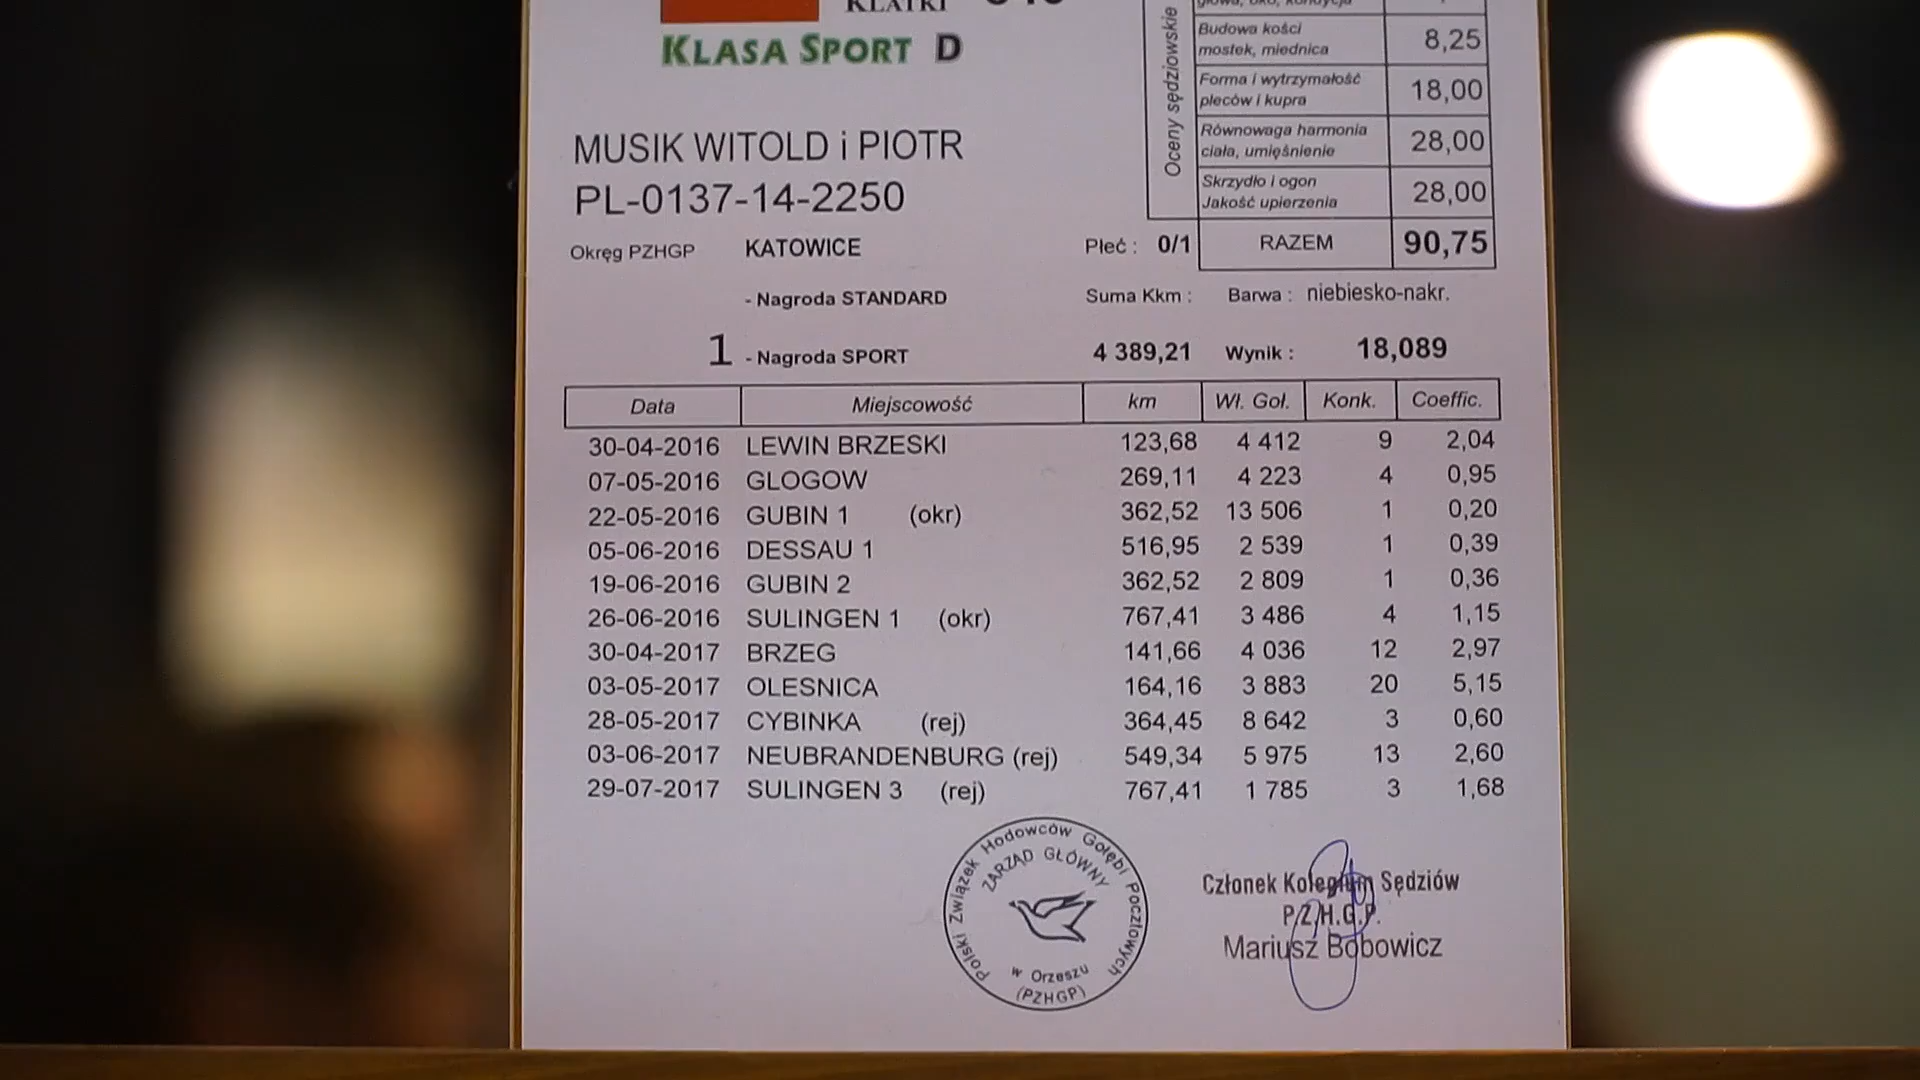 KLATKI
KLASA SPORT D
Oceny sędziowskie
głowa, oko, kondycja
Budowa kości
mostek, miednica 8,25
Forma i wytrzymałość
pleców i kupra 18,00
Równowaga harmonia
ciała, umięśnienie 28,00
Skrzydło i ogon
Jakość upierzenia 28,00
RAZEM 90,75
MUSIK WITOLD i PIOTR
PL-0137-14-2250
Okręg PZHGP KATOWICE Płeć : 0/1
- Nagroda STANDARD Suma Kkm : Barwa : niebiesko-nakr.
1 - Nagroda SPORT 4 389,21 Wynik : 18,089
Data Miejscowość km Wł. Goł. Konk. Coeffic.
30-04-2016 LEWIN BRZESKI 123,68 4 412 9 2,04
07-05-2016 GLOGOW 269,11 4 223 4 0,95
22-05-2016 GUBIN 1 (okr) 362,52 13 506 1 0,20
05-06-2016 DESSAU 1 516,95 2 539 1 0,39
19-06-2016 GUBIN 2 362,52 2 809 1 0,36
26-06-2016 SULINGEN 1 (okr) 767,41 3 486 4 1,15
30-04-2017 BRZEG 141,66 4 036 12 2,97
03-05-2017 OLESNICA 164,16 3 883 20 5,15
28-05-2017 CYBINKA (rej) 364,45 8 642 3 0,60
03-06-2017 NEUBRANDENBURG (rej) 549,34 5 975 13 2,60
29-07-2017 SULINGEN 3 (rej) 767,41 1 785 3 1,68
Polski Związek Hodowców Gołębi Pocztowych
ZARZĄD GŁÓWNY
w Orzeszu
(PZHGP)
Członek Kolegium Sędziów
P.Z.H.G.P.
Mariusz Bobowicz